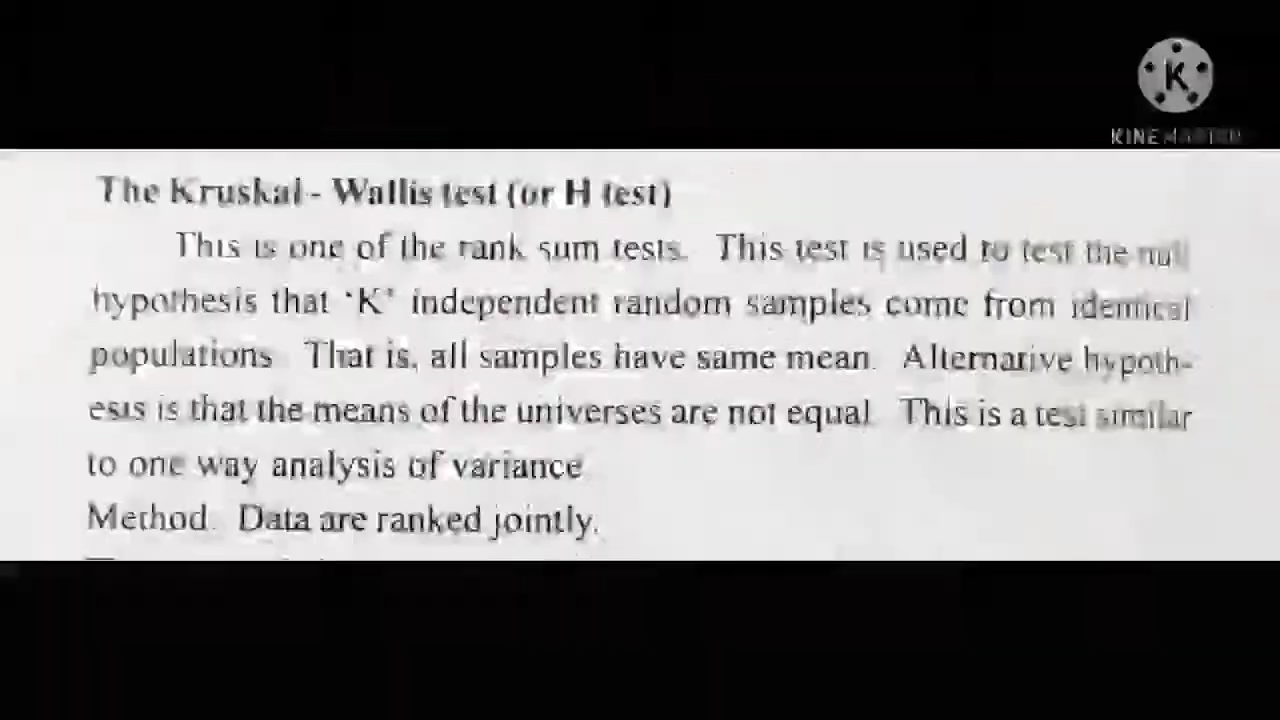 K
KINEMASTER
The Kruskal - Wallis test (or H test)
This is one of the rank sum tests. This test is used to test the null
hypothesis that 'K' independent random samples come from identical
populations. That is, all samples have same mean. Alternative hypoth-
esis is that the means of the universes are not equal. This is a test similar
to one way analysis of variance
Method. Data are ranked jointly.